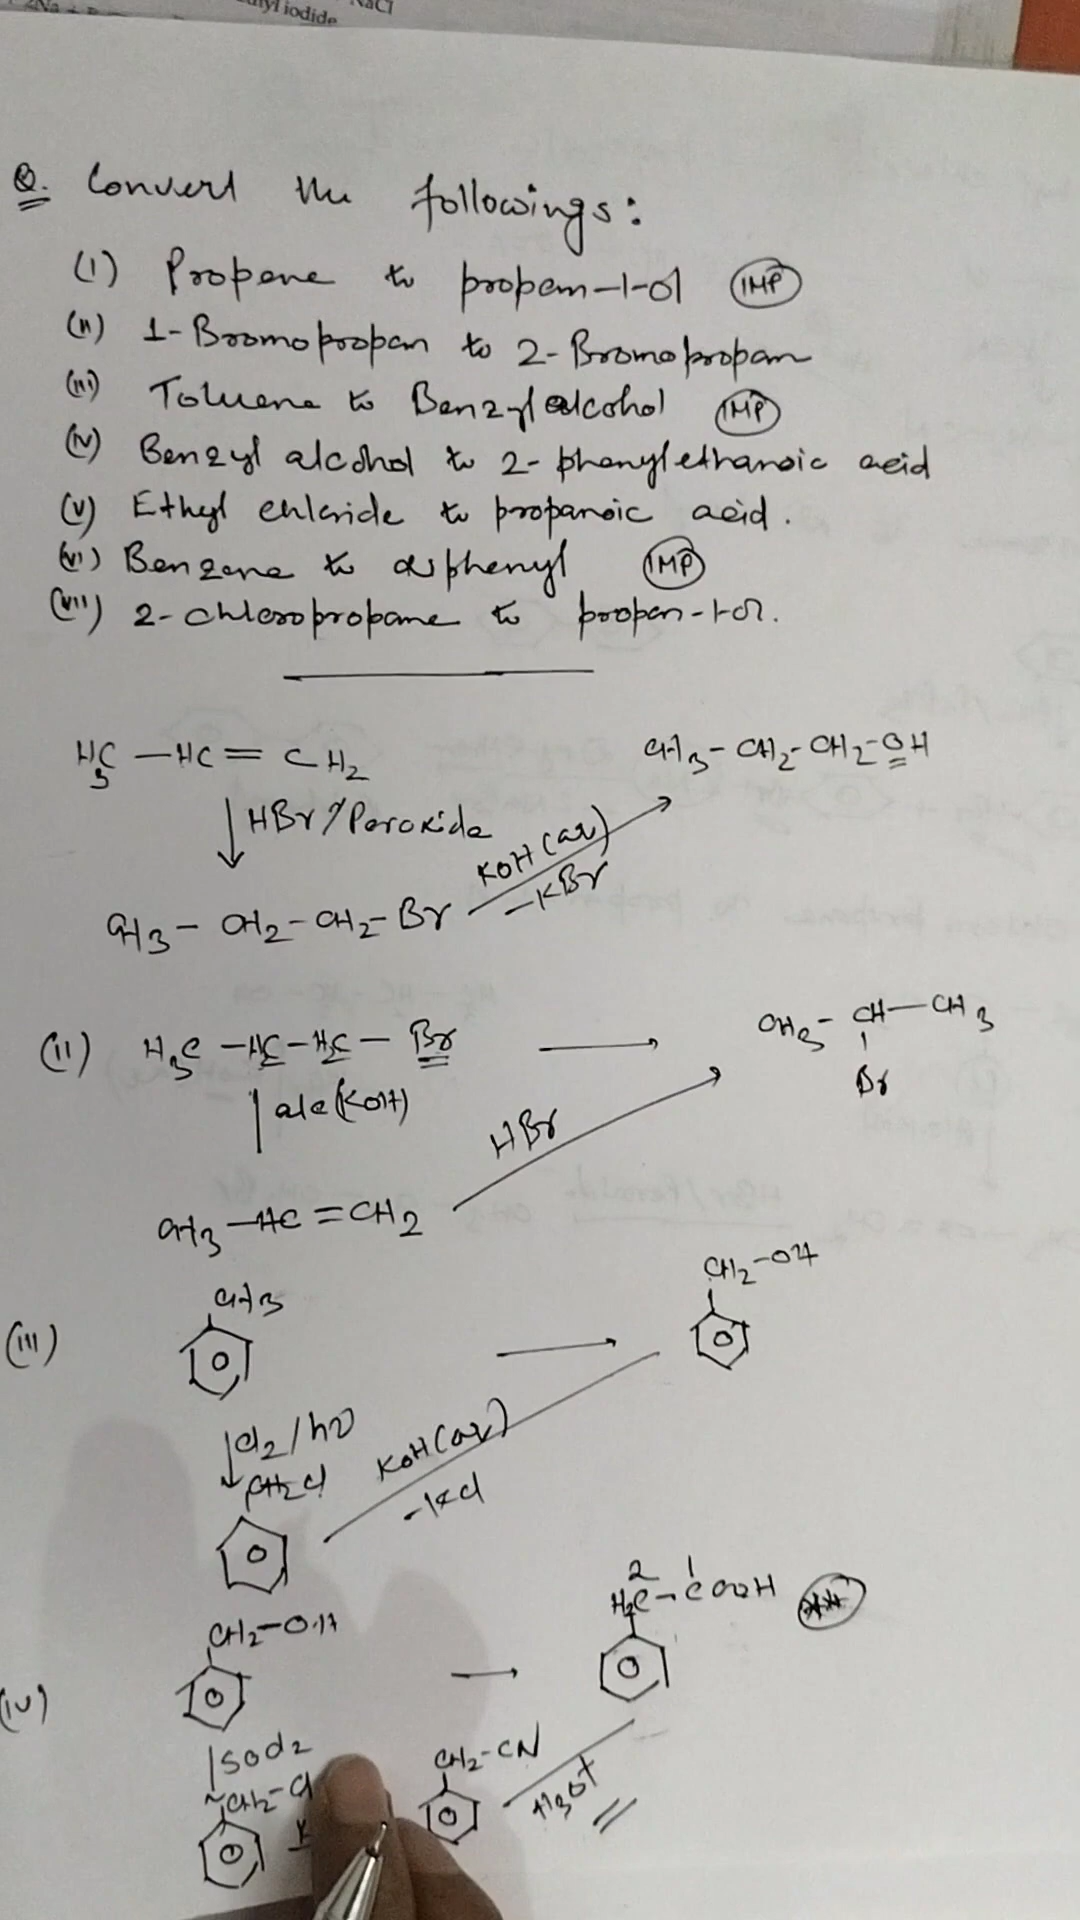 iodide
NaCl
Q. Convert the followings:
(i) Propene to propan-1-ol (IMP)
(ii) 1-Bromopropan to 2-Bromopropan
(iii) Toluene to Benzyl alcohol (IMP)
(iv) Benzyl alcohol to 2-phenylethanoic acid
(v) Ethyl chloride to propanoic acid.
(vi) Benzene to diphenyl (IMP)
(vii) 2-chloropropane to propan-1-ol.
H3C-HC=CH2
CH3-CH2-CH2-OH
↓ HBr/Peroxide
KOH(aq)
-KBr
CH3-CH2-CH2-Br
(ii) H3C-H2C-H2C-Br → CH3-CH-CH3
Br
alc(KOH)
HBr
CH3-HC=CH2
(iii) CH3 → CH2-OH
↓ Cl2/hν
KOH(aq)
-KCl
CH2Cl
(iv) CH2-OH → 2 1
H2C-COOH
SOCl2
CH2-Cl
CH2-CN
H3O+